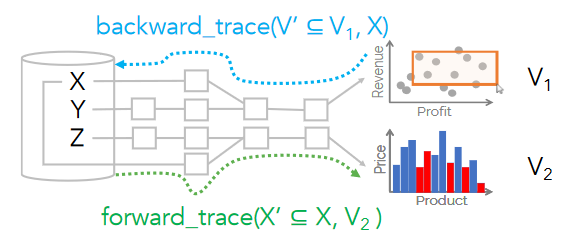 backward_trace(V' ⊆ V₁, X)
X
Y
Z
Revenue
Profit
V₁
Price
Product
V₂
forward_trace(X' ⊆ X, V₂ )